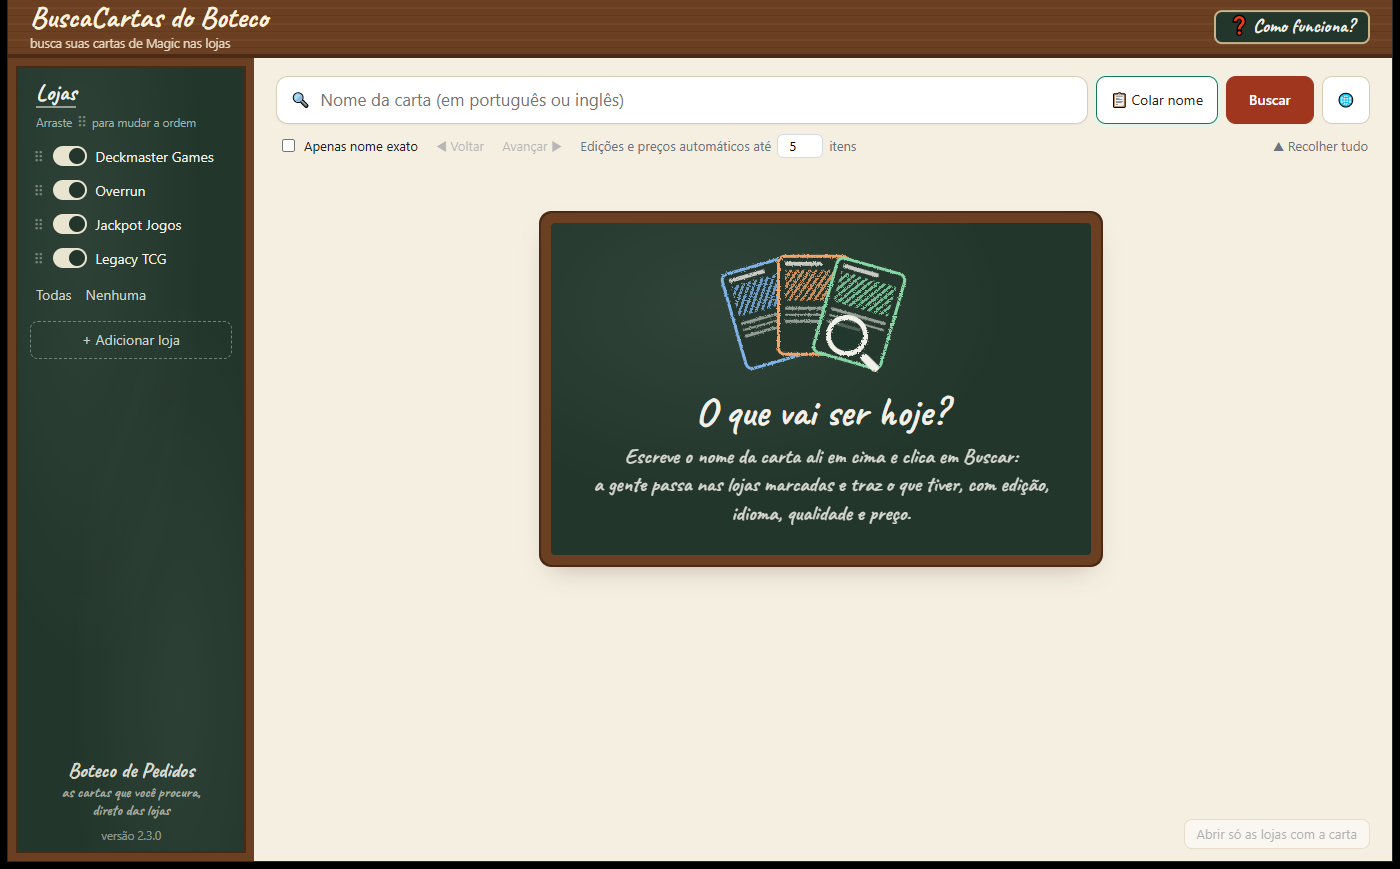 BuscaCartas do Boteco
busca suas cartas de Magic nas lojas
❓ Como funciona?
Lojas
Arraste ⠿ para mudar a ordem
Deckmaster Games
Overrun
Jackpot Jogos
Legacy TCG
Todas Nenhuma
+ Adicionar loja
Boteco de Pedidos
as cartas que você procura,
direto das lojas
versão 2.3.0
Nome da carta (em português ou inglês)
Colar nome
Buscar
Apenas nome exato ◀ Voltar Avançar ▶ Edições e preços automáticos até 5 itens
▲ Recolher tudo
O que vai ser hoje?
Escreve o nome da carta ali em cima e clica em Buscar:
a gente passa nas lojas marcadas e traz o que tiver, com edição,
idioma, qualidade e preço.
Abrir só as lojas com a carta